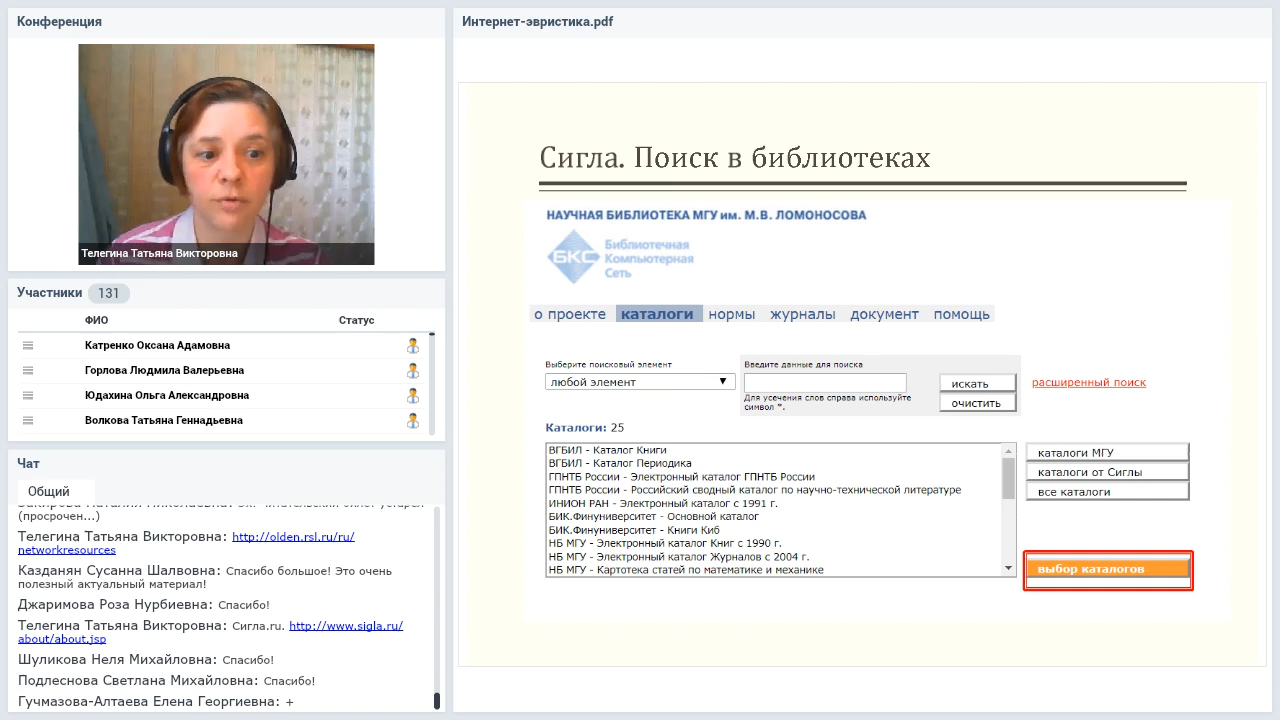 Конференция
Телегина Татьяна Викторовна
Участники 131
ФИО Статус
Катренко Оксана Адамовна
Горлова Людмила Валерьевна
Юдахина Ольга Александровна
Волкова Татьяна Геннадьевна
Чат
Общий
(просрочен...)
Телегина Татьяна Викторовна: http://olden.rsl.ru/ru/
networkresources
Казданян Сусанна Шалвовна: Спасибо большое! Это очень
полезный актуальный материал!
Джаримова Роза Нурбиевна: Спасибо!
Телегина Татьяна Викторовна: Сигла.ru. http://www.sigla.ru/
about/about.jsp
Шуликова Неля Михайловна: Спасибо!
Подлеснова Светлана Михайловна: Спасибо!
Гучмазова-Алтаева Елена Георгиевна: +
Интернет-эвристика.pdf
Сигла. Поиск в библиотеках
НАУЧНАЯ БИБЛИОТЕКА МГУ им. М.В. ЛОМОНОСОВА
БКС
Библиотечная
Компьютерная
Сеть
о проекте каталоги нормы журналы документ помощь
Выберите поисковый элемент
любой элемент
Введите данные для поиска
Для усечения слов справа используйте
символ *.
искать
очистить
расширенный поиск
Каталоги: 25
ВГБИЛ - Каталог Книги
ВГБИЛ - Каталог Периодика
ГПНТБ России - Электронный каталог ГПНТБ России
ГПНТБ России - Российский сводный каталог по научно-технической литературе
ИНИОН РАН - Электронный каталог с 1991 г.
БИК.Финуниверситет - Основной каталог
БИК.Финуниверситет - Книги Киб
НБ МГУ - Электронный каталог Книг с 1990 г.
НБ МГУ - Электронный каталог Журналов с 2004 г.
НБ МГУ - Картотека статей по математике и механике
каталоги МГУ
каталоги от Сиглы
все каталоги
выбор каталогов